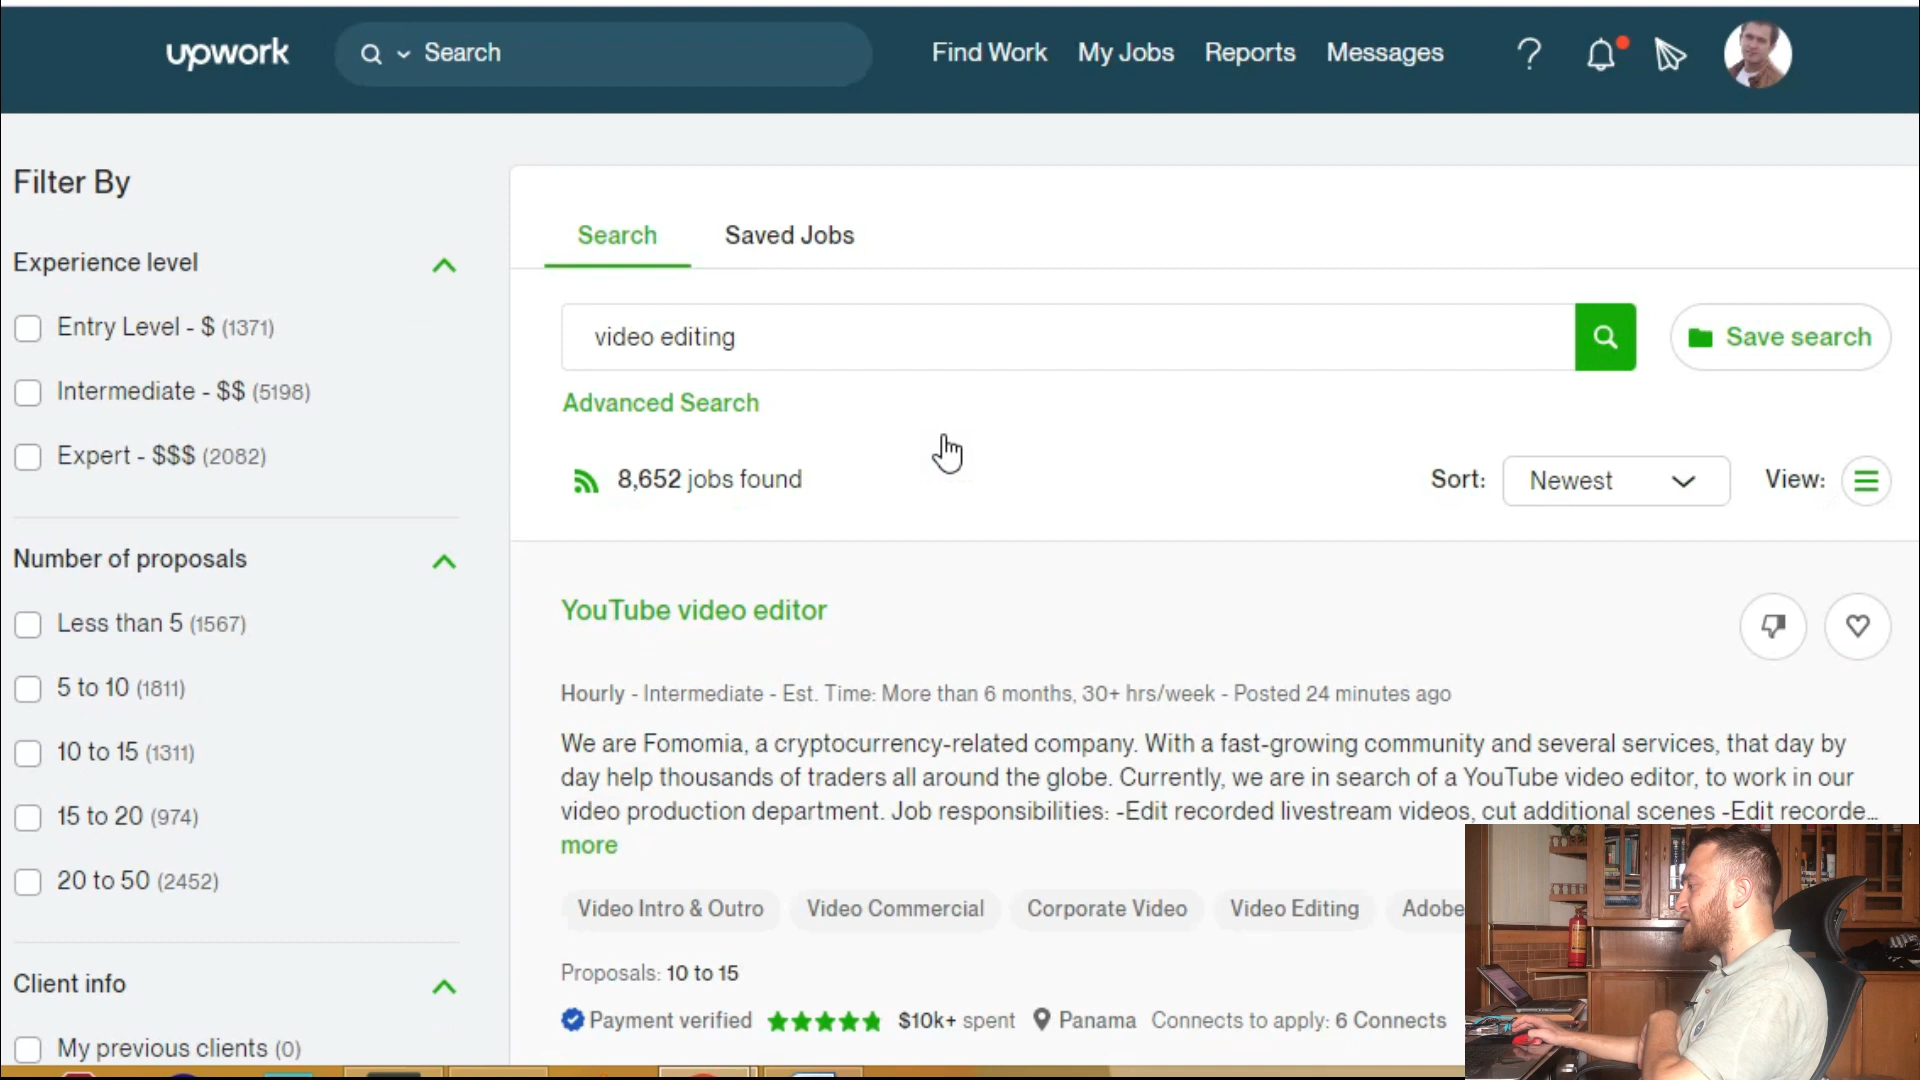 upwork
Search
Find Work
My Jobs
Reports
Messages
Filter By
Experience level
Entry Level - $ (1371)
Intermediate - $$ (5198)
Expert - $$$ (2082)
Number of proposals
Less than 5 (1567)
5 to 10 (1811)
10 to 15 (1311)
15 to 20 (974)
20 to 50 (2452)
Client info
My previous clients (0)
Search
Saved Jobs
video editing
Save search
Advanced Search
8,652 jobs found
Sort:
Newest
View:
YouTube video editor
Hourly - Intermediate - Est. Time: More than 6 months, 30+ hrs/week - Posted 24 minutes ago
We are Fomomia, a cryptocurrency-related company. With a fast-growing community and several services, that day by
day help thousands of traders all around the globe. Currently, we are in search of a YouTube video editor, to work in our
video production department. Job responsibilities: -Edit recorded livestream videos, cut additional scenes -Edit recorde...
more
Video Intro & Outro
Video Commercial
Corporate Video
Video Editing
Adobe
Proposals: 10 to 15
Payment verified
$10k+ spent
Panama
Connects to apply: 6 Connects